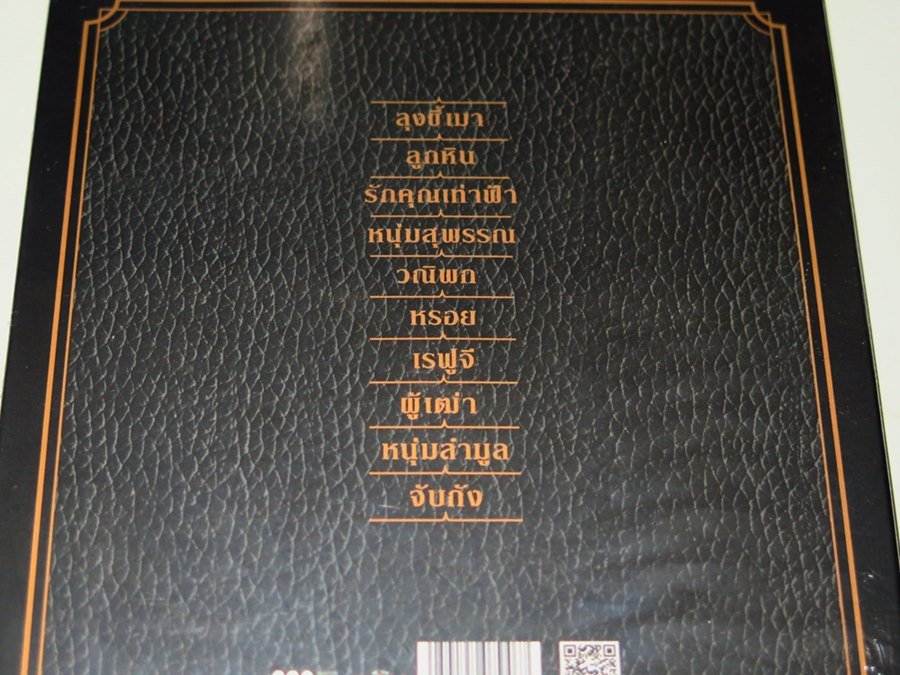 ลุงขี้เมา
ลูกหิน
รักคุณเท่าฟ้า
หนุ่มสุพรรณ
วณิพก
หรอย
เรฟูจี
ผู้เฒ่า
หนุ่มลำมูล
จับกัง